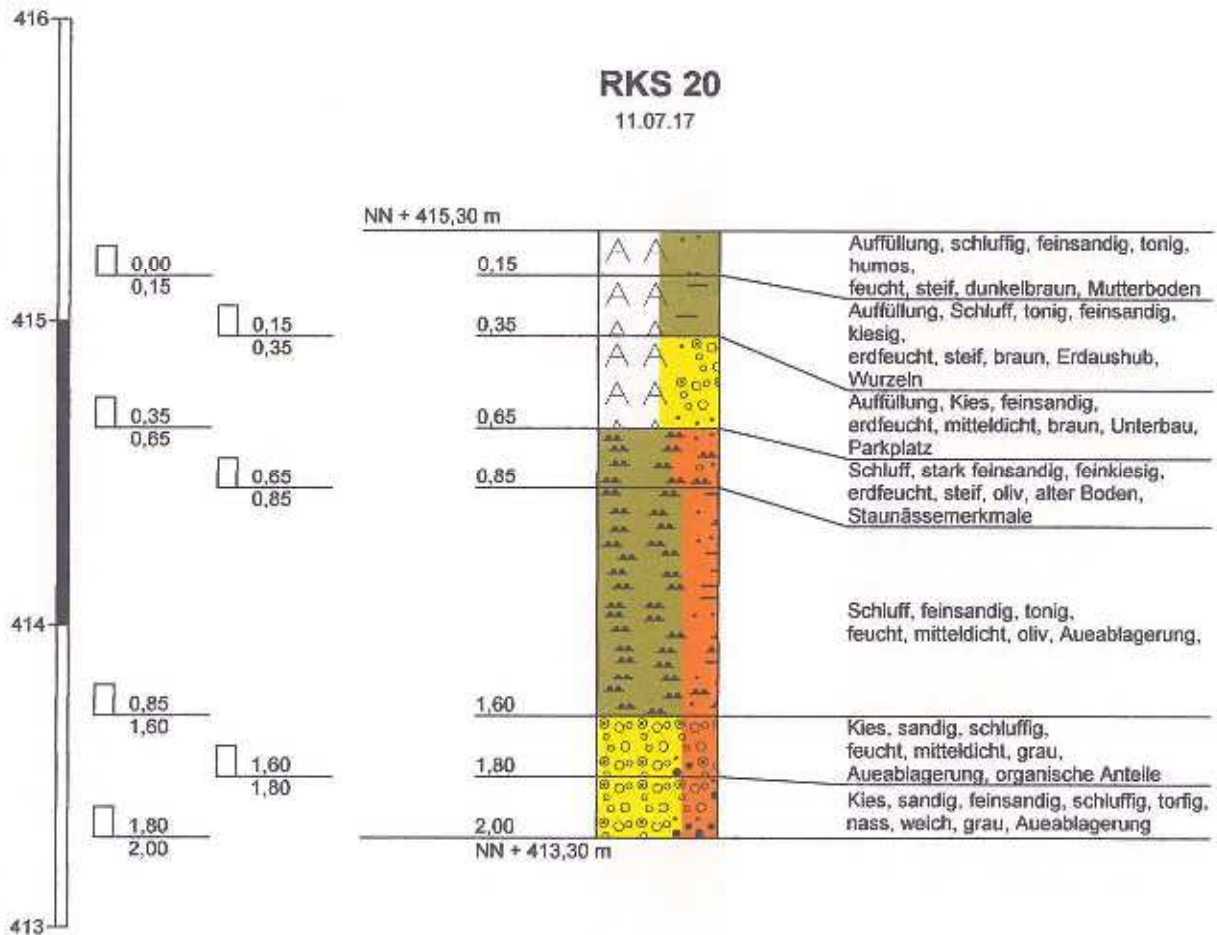 416
RKS 20
11.07.17
NN + 415,30 m
0,00
0,15
0,15
Auffüllung, schluffig, feinsandig, tonig,
humos,
feucht, steif, dunkelbraun, Mutterboden
415
0,15
0,35
0,35
Auffüllung, Schluff, tonig, feinsandig,
kiesig,
erdfeucht, steif, braun, Erdaushub,
Wurzeln
0,35
0,65
0,65
Auffüllung, Kies, feinsandig,
erdfeucht, mitteldicht, braun, Unterbau,
Parkplatz
0,65
0,85
0,85
Schluff, stark feinsandig, feinkiesig,
erdfeucht, steif, oliv, alter Boden,
Staunässemerkmale
414
Schluff, feinsandig, tonig,
feucht, mitteldicht, oliv, Aueablagerung,
0,85
1,60
1,60
Kies, sandig, schluffig,
feucht, mitteldicht, grau,
Aueablagerung, organische Anteile
1,60
1,80
1,80
Kies, sandig, feinsandig, schluffig, torfig,
nass, weich, grau, Aueablagerung
1,80
2,00
2,00
NN + 413,30 m
413